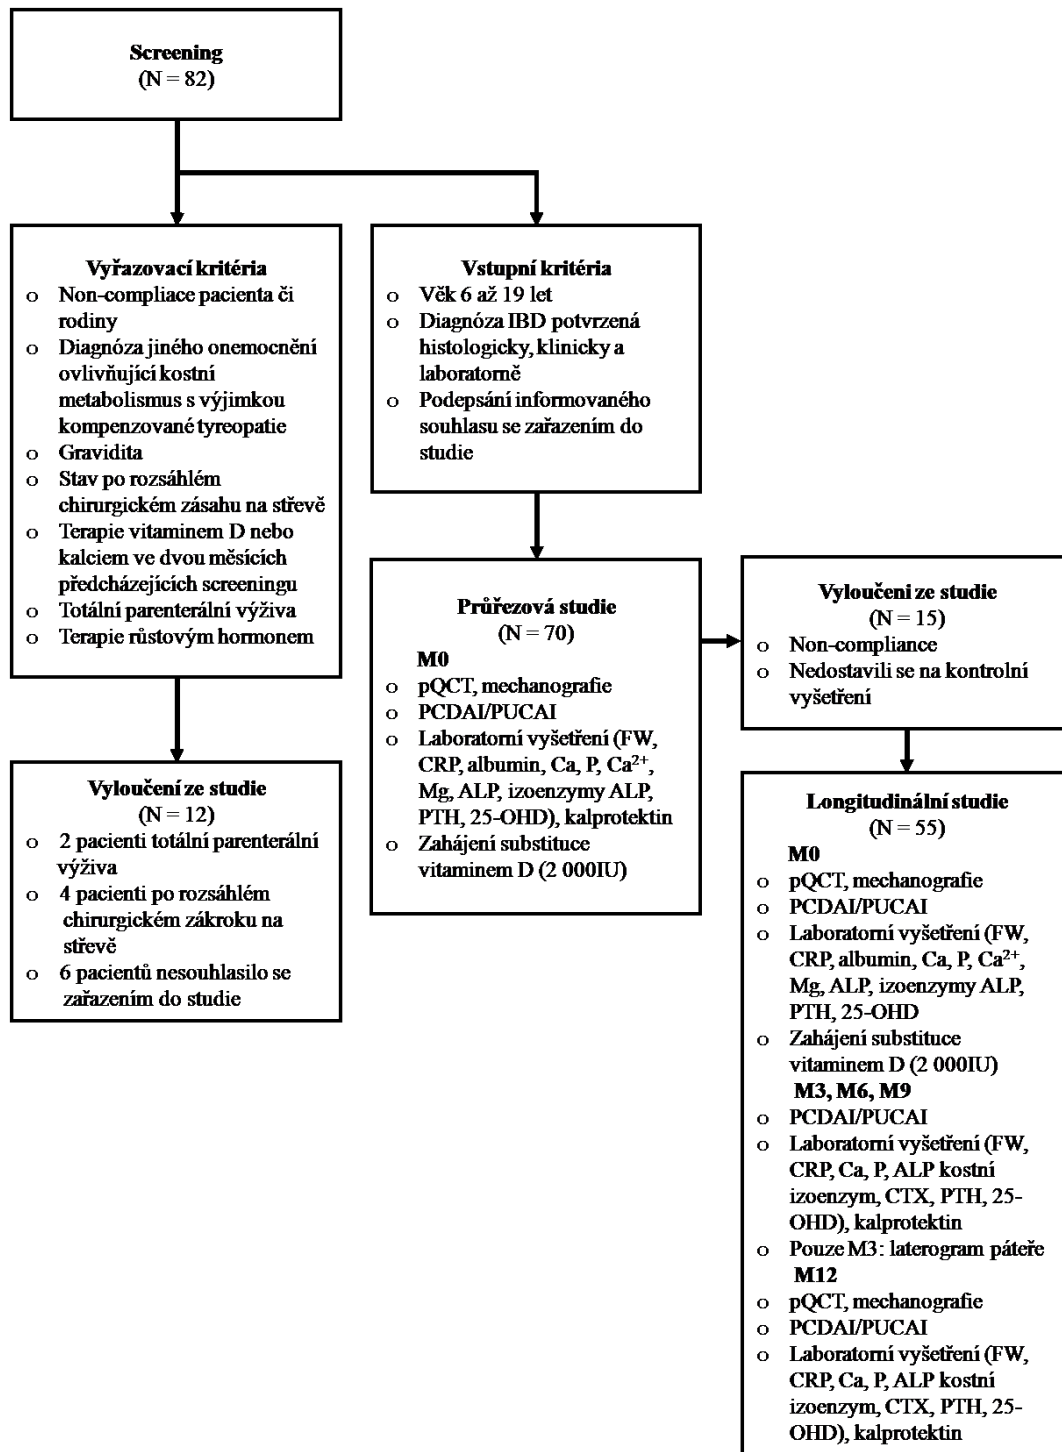 Screening
(N = 82)
Vyřazovací kritéria
o Non-compliace pacienta či
rodiny
o Diagnóza jiného onemocnění
ovlivňující kostní
metabolismus s výjimkou
kompenzované tyreopatie
o Gravidita
o Stav po rozsáhlém
chirurgickém zásahu na střevě
o Terapie vitaminem D nebo
kalciem ve dvou měsících
předcházejících screeningu
o Totální parenterální výživa
o Terapie růstovým hormonem
Vstupní kritéria
o Věk 6 až 19 let
o Diagnóza IBD potvrzená
histologicky, klinicky a
laboratorně
o Podepsání informovaného
souhlasu se zařazením do
studie
Vyloučení ze studie
(N = 12)
o 2 pacienti totální parenterální
výživa
o 4 pacienti po rozsáhlém
chirurgickém zákroku na
střevě
o 6 pacientů nesouhlasilo se
zařazením do studie
Průřezová studie
(N = 70)
M0
o pQCT, mechanografie
o PCDAI/PUCAI
o Laboratorní vyšetření (FW,
CRP, albumin, Ca, P, Ca²⁺,
Mg, ALP, izoenzymy ALP,
PTH, 25-OHD), kalprotektin
o Zahájení substituce
vitaminem D (2 000IU)
Vyloučeni ze studie
(N = 15)
o Non-compliance
o Nedostavili se na kontrolní
vyšetření
Longitudinální studie
(N = 55)
M0
o pQCT, mechanografie
o PCDAI/PUCAI
o Laboratorní vyšetření (FW,
CRP, albumin, Ca, P, Ca²⁺,
Mg, ALP, izoenzymy ALP,
PTH, 25-OHD
o Zahájení substituce
vitaminem D (2 000IU)
M3, M6, M9
o PCDAI/PUCAI
o Laboratorní vyšetření (FW,
CRP, Ca, P, ALP kostní
izoenzym, CTX, PTH, 25-
OHD), kalprotektin
o Pouze M3: laterogram páteře
M12
o pQCT, mechanografie
o PCDAI/PUCAI
o Laboratorní vyšetření (FW,
CRP, Ca, P, ALP kostní
izoenzym, CTX, PTH, 25-
OHD), kalprotektin